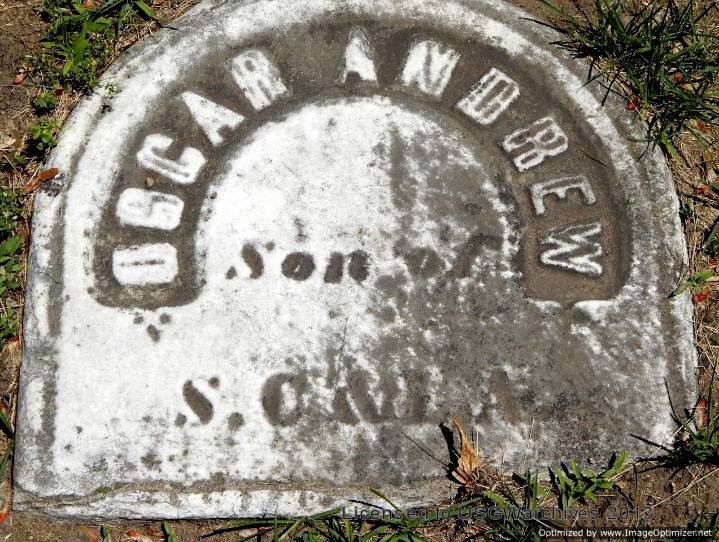 OSCAR ANDREW
Son of
S.
Licensed to USGWarchives 2013
Optimized by www.ImageOptimizer.net